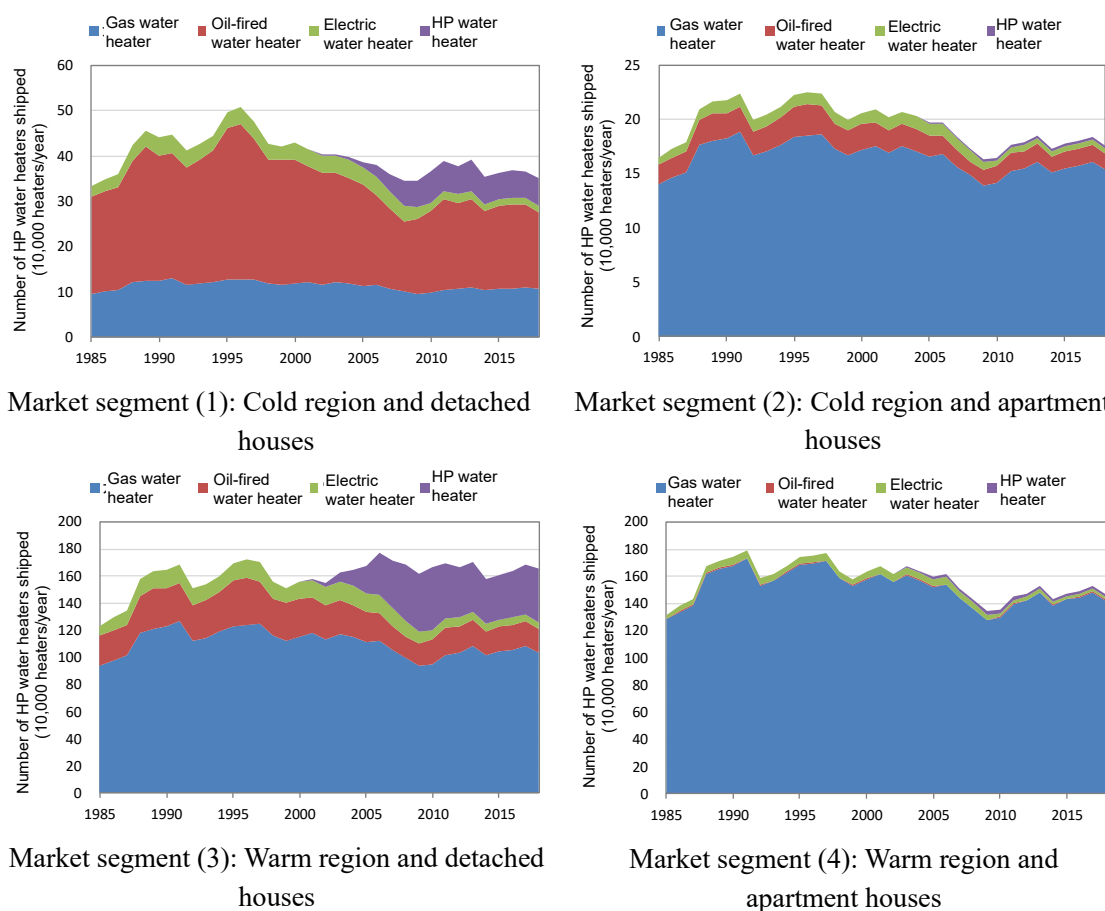 Gas water heater
Oil-fired water heater
Electric water heater
HP water heater
Number of HP water heaters shipped
(10,000 heaters/year)
60
50
40
30
20
10
0
1985 1990 1995 2000 2005 2010 2015
Market segment (1): Cold region and detached
houses
Gas water heater
Oil-fired water heater
Electric water heater
HP water heater
Number of HP water heaters shipped
(10,000 heaters/year)
25
20
15
10
5
0
1985 1990 1995 2000 2005 2010 2015
Market segment (2): Cold region and apartment
houses
Gas water heater
Oil-fired water heater
Electric water heater
HP water heater
Number of HP water heaters shipped
(10,000 heaters/year)
200
180
160
140
120
100
80
60
40
20
0
1985 1990 1995 2000 2005 2010 2015
Market segment (3): Warm region and detached
houses
Gas water heater
Oil-fired water heater
Electric water heater
HP water heater
Number of HP water heaters shipped
(10,000 heaters/year)
200
180
160
140
120
100
80
60
40
20
0
1985 1990 1995 2000 2005 2010 2015
Market segment (4): Warm region and
apartment houses